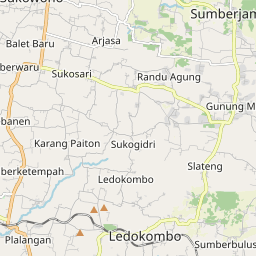 Sumberjam
Balet Baru
Arjasa
berwaru
Sukosari
Randu Agung
Gunung M
banen
Karang Paiton
Sukogidri
berketempah
Slateng
Ledokombo
Plalangan
Ledokombo
Sumberbulus